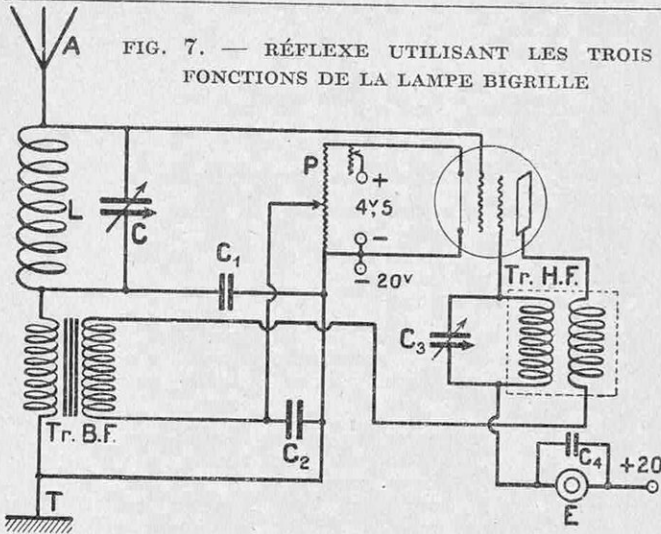 FIG. 7. — RÉFLEXE UTILISANT LES TROIS
FONCTIONS DE LA LAMPE BIGRILLE
A
L
C
P
+
4V,5
−
− 20V
C1
Tr. H.F.
C3
Tr. B.F.
C2
C4
+20
T
E